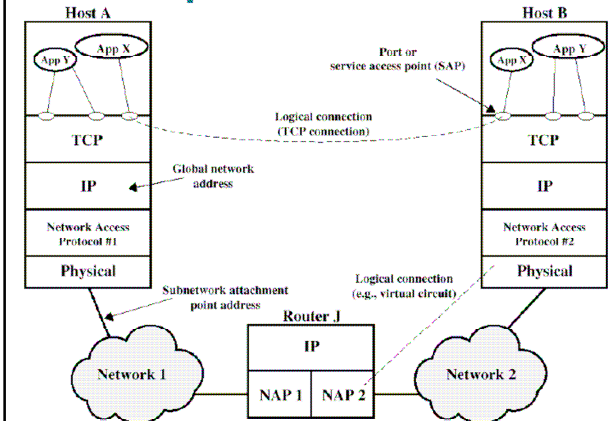 Host A
Host B
App X
App Y
App X
App Y
Port or
service access point (SAP)
Logical connection
(TCP connection)
TCP
TCP
Global network
address
IP
IP
Network Access
Protocol #1
Network Access
Protocol #2
Physical
Physical
Logical connection
(e.g., virtual circuit)
Subnetwork attachment
point address
Router J
IP
Network 1
NAP 1
NAP 2
Network 2